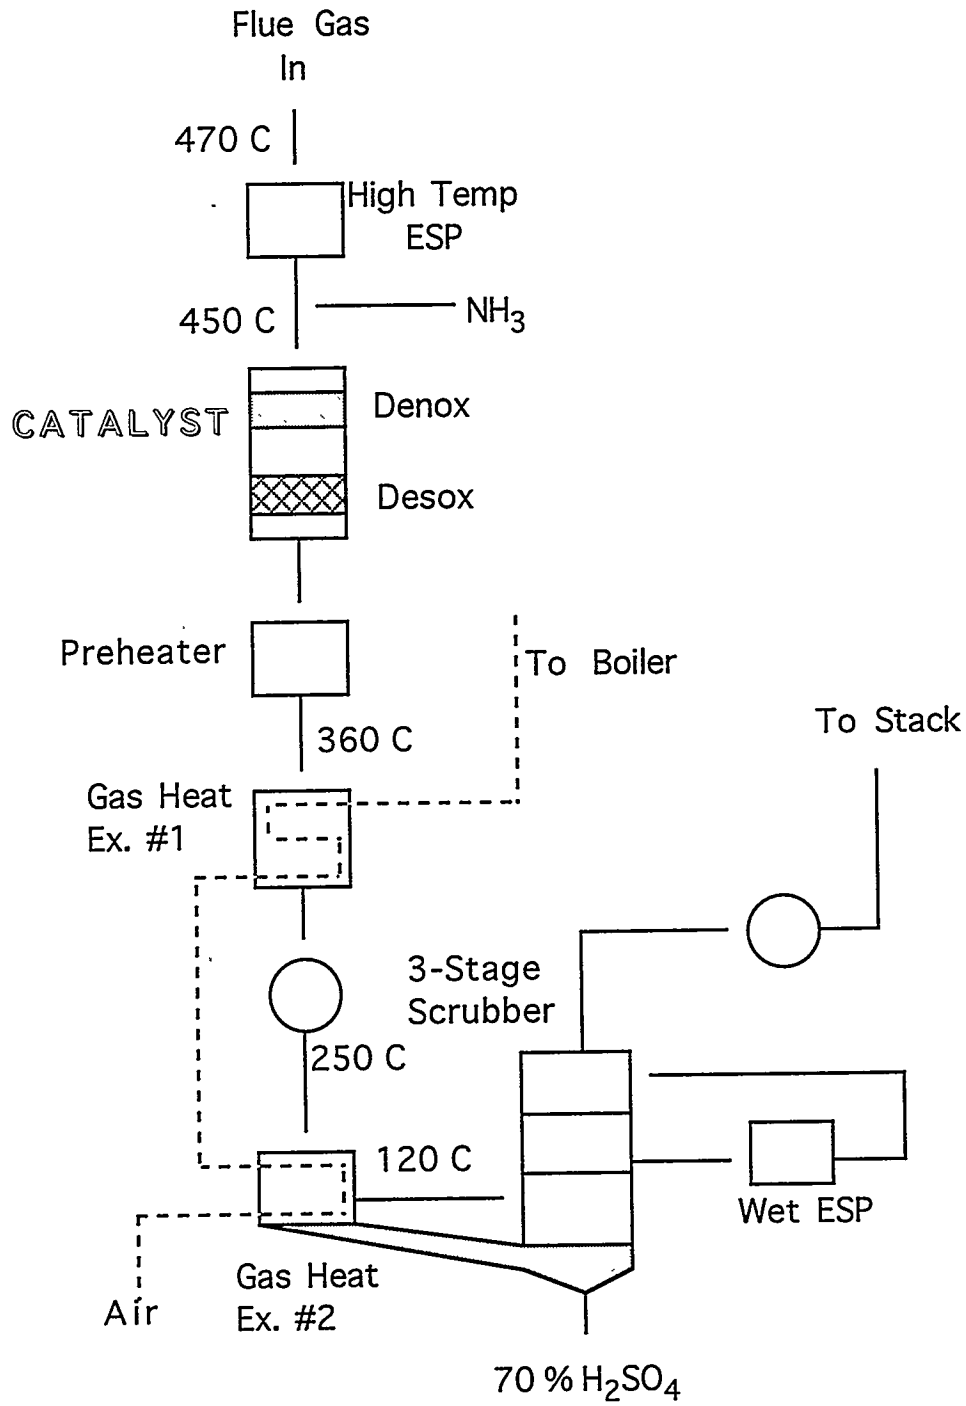 Flue Gas
In
470 C
High Temp
ESP
450 C
NH3
CATALYST
Denox
Desox
Preheater
To Boiler
360 C
To Stack
Gas Heat
Ex. #1
3-Stage
Scrubber
250 C
120 C
Wet ESP
Gas Heat
Ex. #2
Air
70 % H2SO4